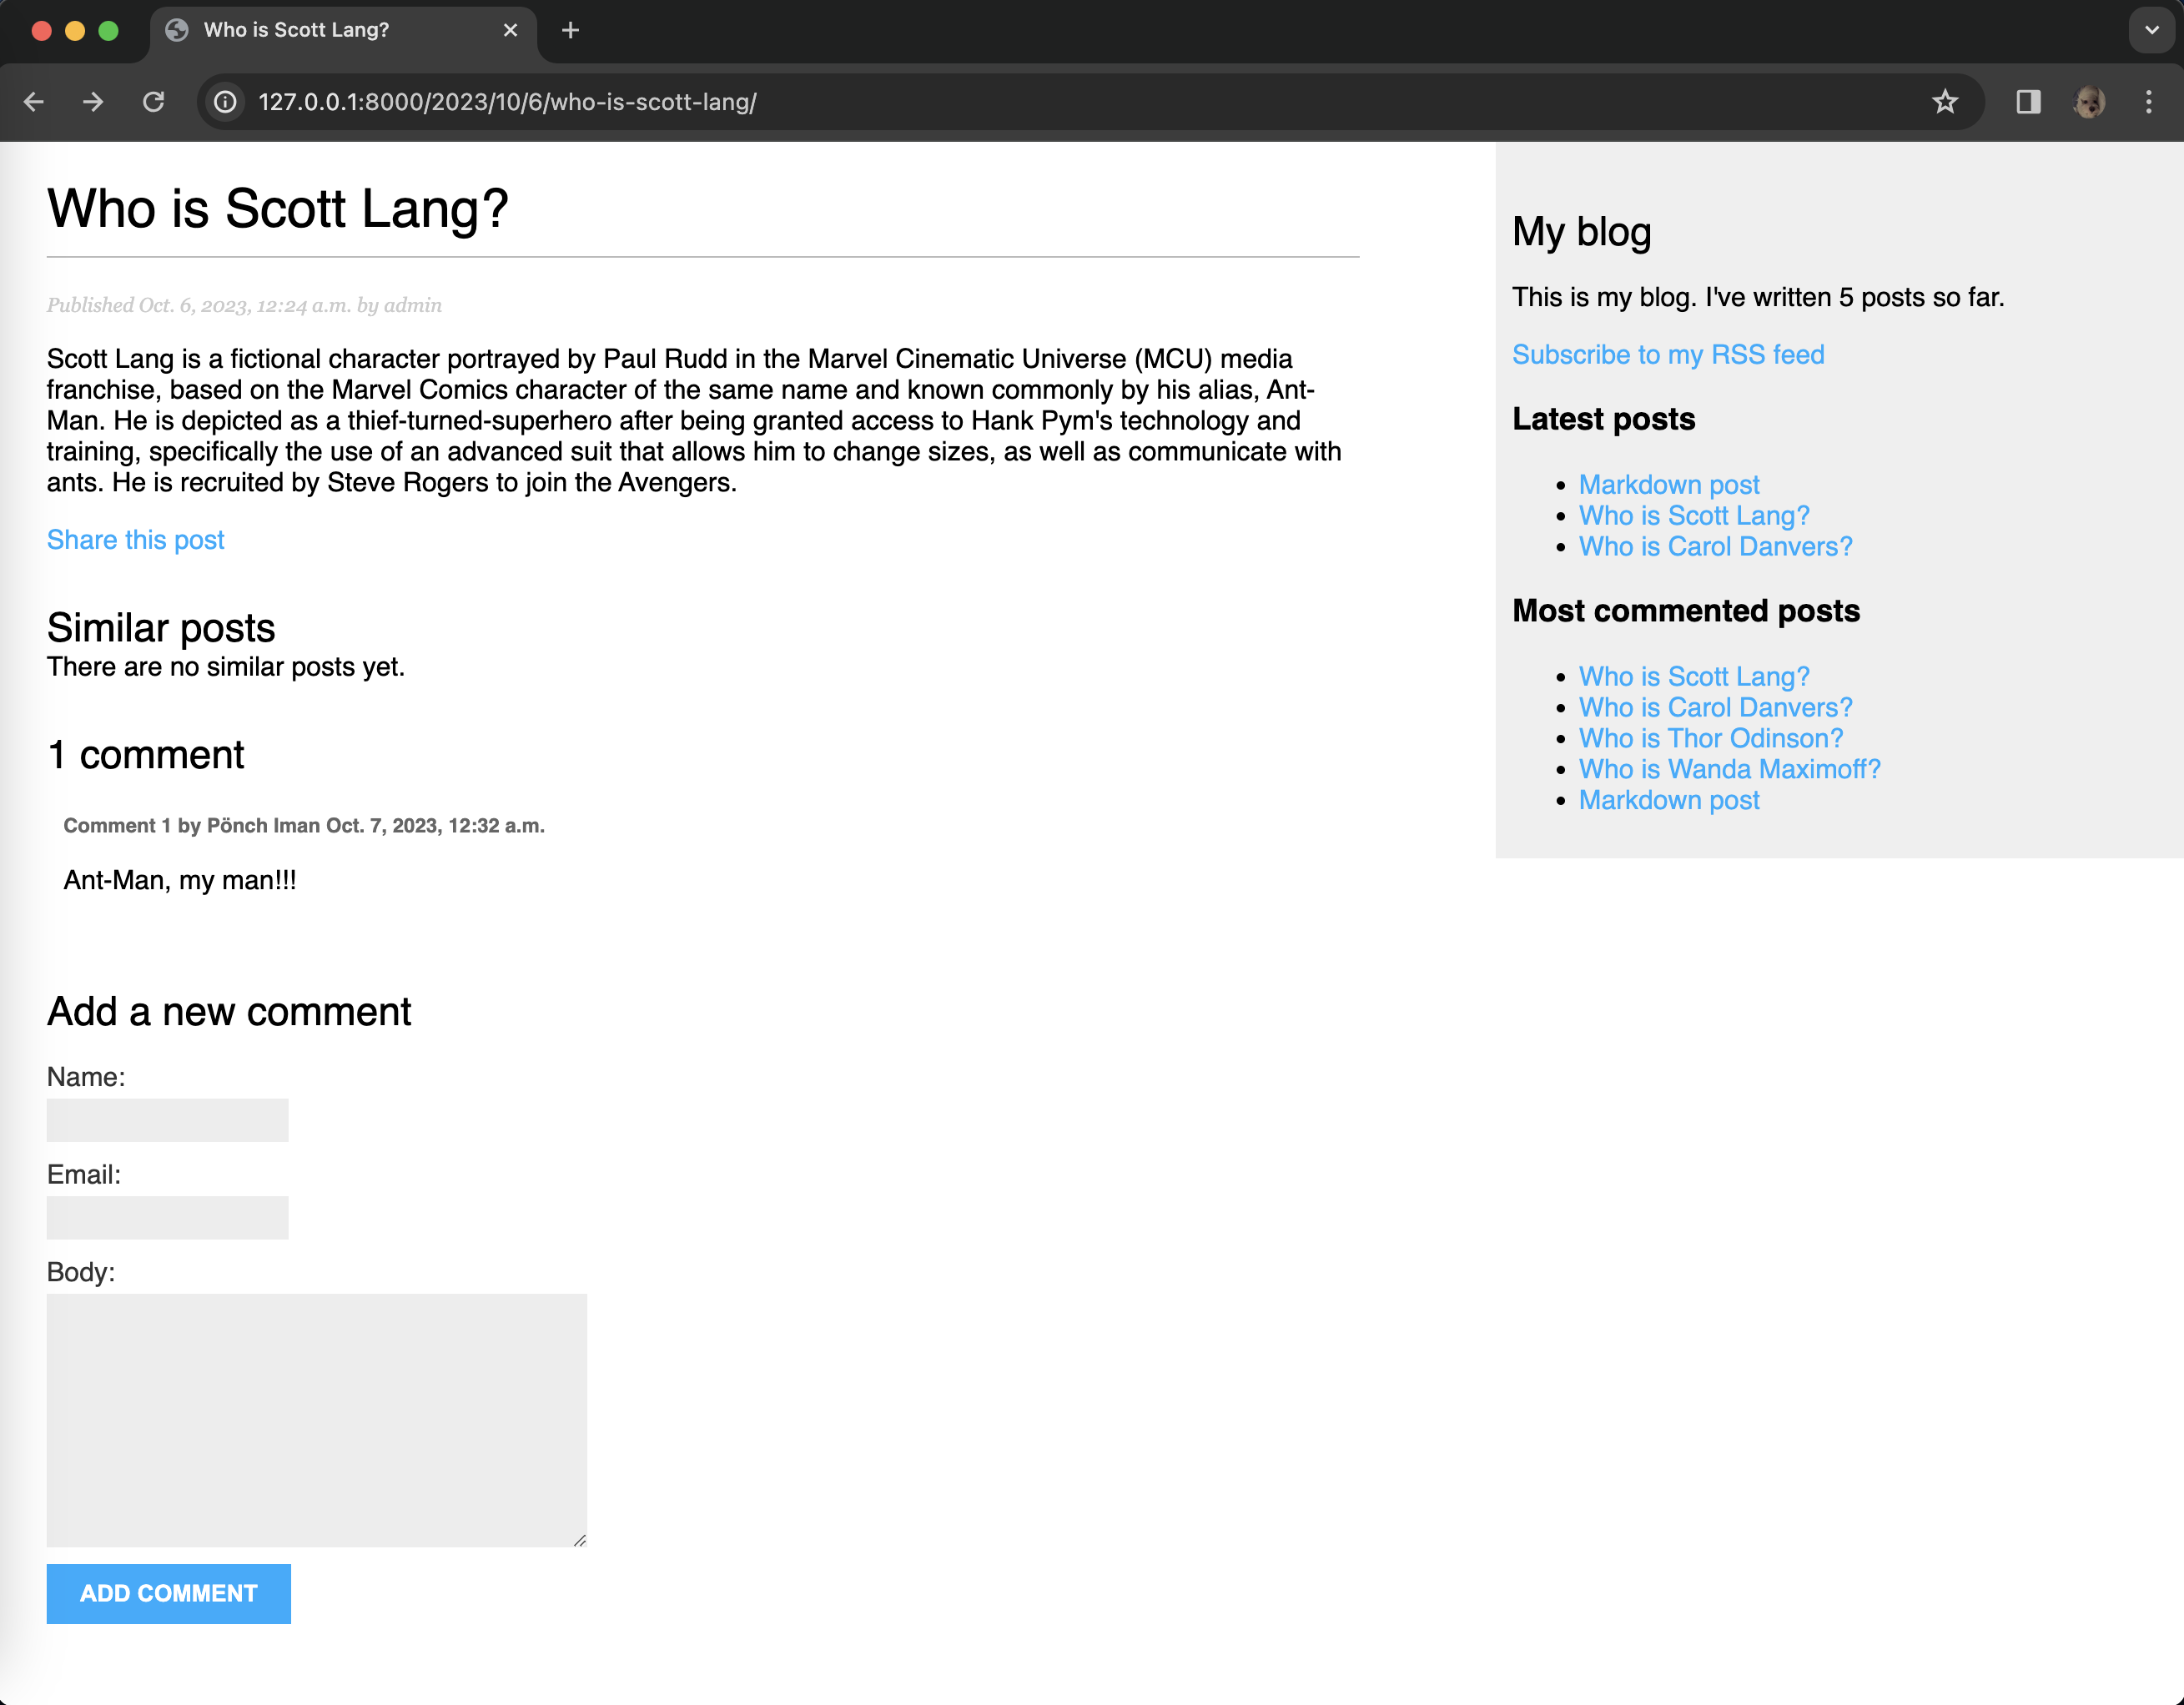 Who is Scott Lang?
127.0.0.1:8000/2023/10/6/who-is-scott-lang/
Who is Scott Lang?
Published Oct. 6, 2023, 12:24 a.m. by admin
Scott Lang is a fictional character portrayed by Paul Rudd in the Marvel Cinematic Universe (MCU) media
franchise, based on the Marvel Comics character of the same name and known commonly by his alias, Ant-
Man. He is depicted as a thief-turned-superhero after being granted access to Hank Pym's technology and
training, specifically the use of an advanced suit that allows him to change sizes, as well as communicate with
ants. He is recruited by Steve Rogers to join the Avengers.
Share this post
Similar posts
There are no similar posts yet.
1 comment
Comment 1 by Pönch Iman Oct. 7, 2023, 12:32 a.m.
Ant-Man, my man!!!
Add a new comment
Name:
Email:
Body:
ADD COMMENT
My blog
This is my blog. I've written 5 posts so far.
Subscribe to my RSS feed
Latest posts
Markdown post
Who is Scott Lang?
Who is Carol Danvers?
Most commented posts
Who is Scott Lang?
Who is Carol Danvers?
Who is Thor Odinson?
Who is Wanda Maximoff?
Markdown post